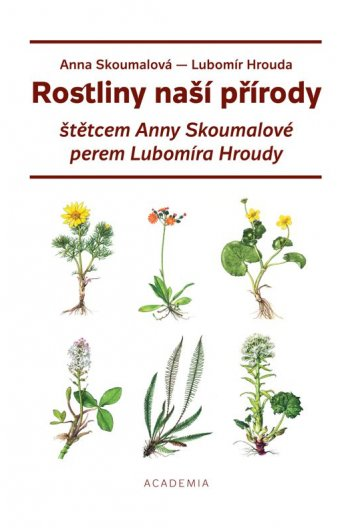 Anna Skoumalová — Lubomír Hrouda
Rostliny naší přírody
štětcem Anny Skoumalové
perem Lubomíra Hroudy
ACADEMIA